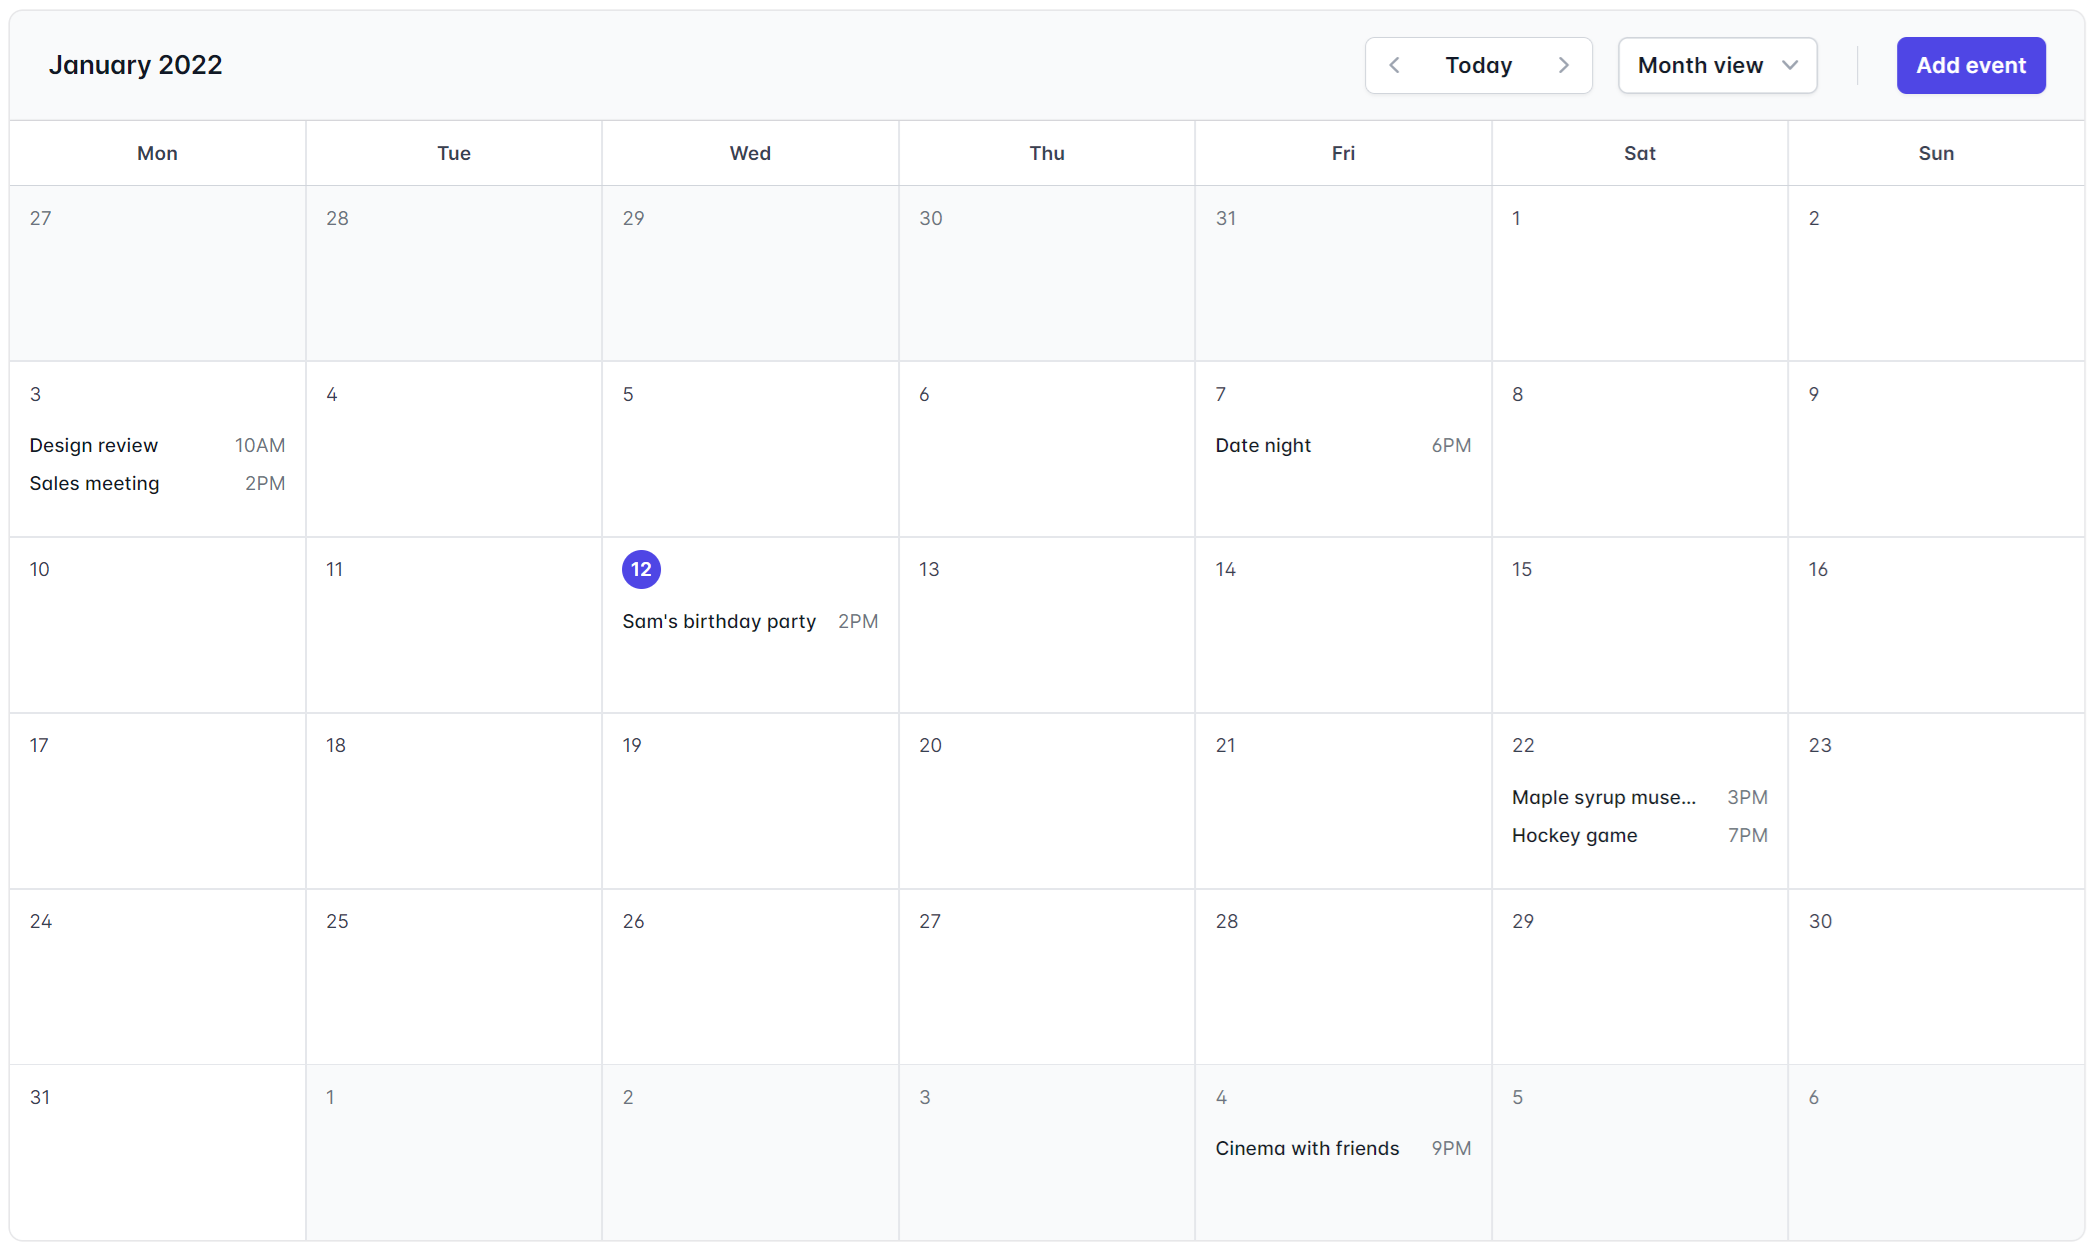 January 2022
Today
Month view
Add event
Mon Tue Wed Thu Fri Sat Sun
27 28 29 30 31 1 2
3 4 5 6 7 8 9
Design review 10AM Date night 6PM
Sales meeting 2PM
10 11 12 13 14 15 16
Sam's birthday party 2PM
17 18 19 20 21 22 23
Maple syrup muse... 3PM
Hockey game 7PM
24 25 26 27 28 29 30
31 1 2 3 4 5 6
Cinema with friends 9PM